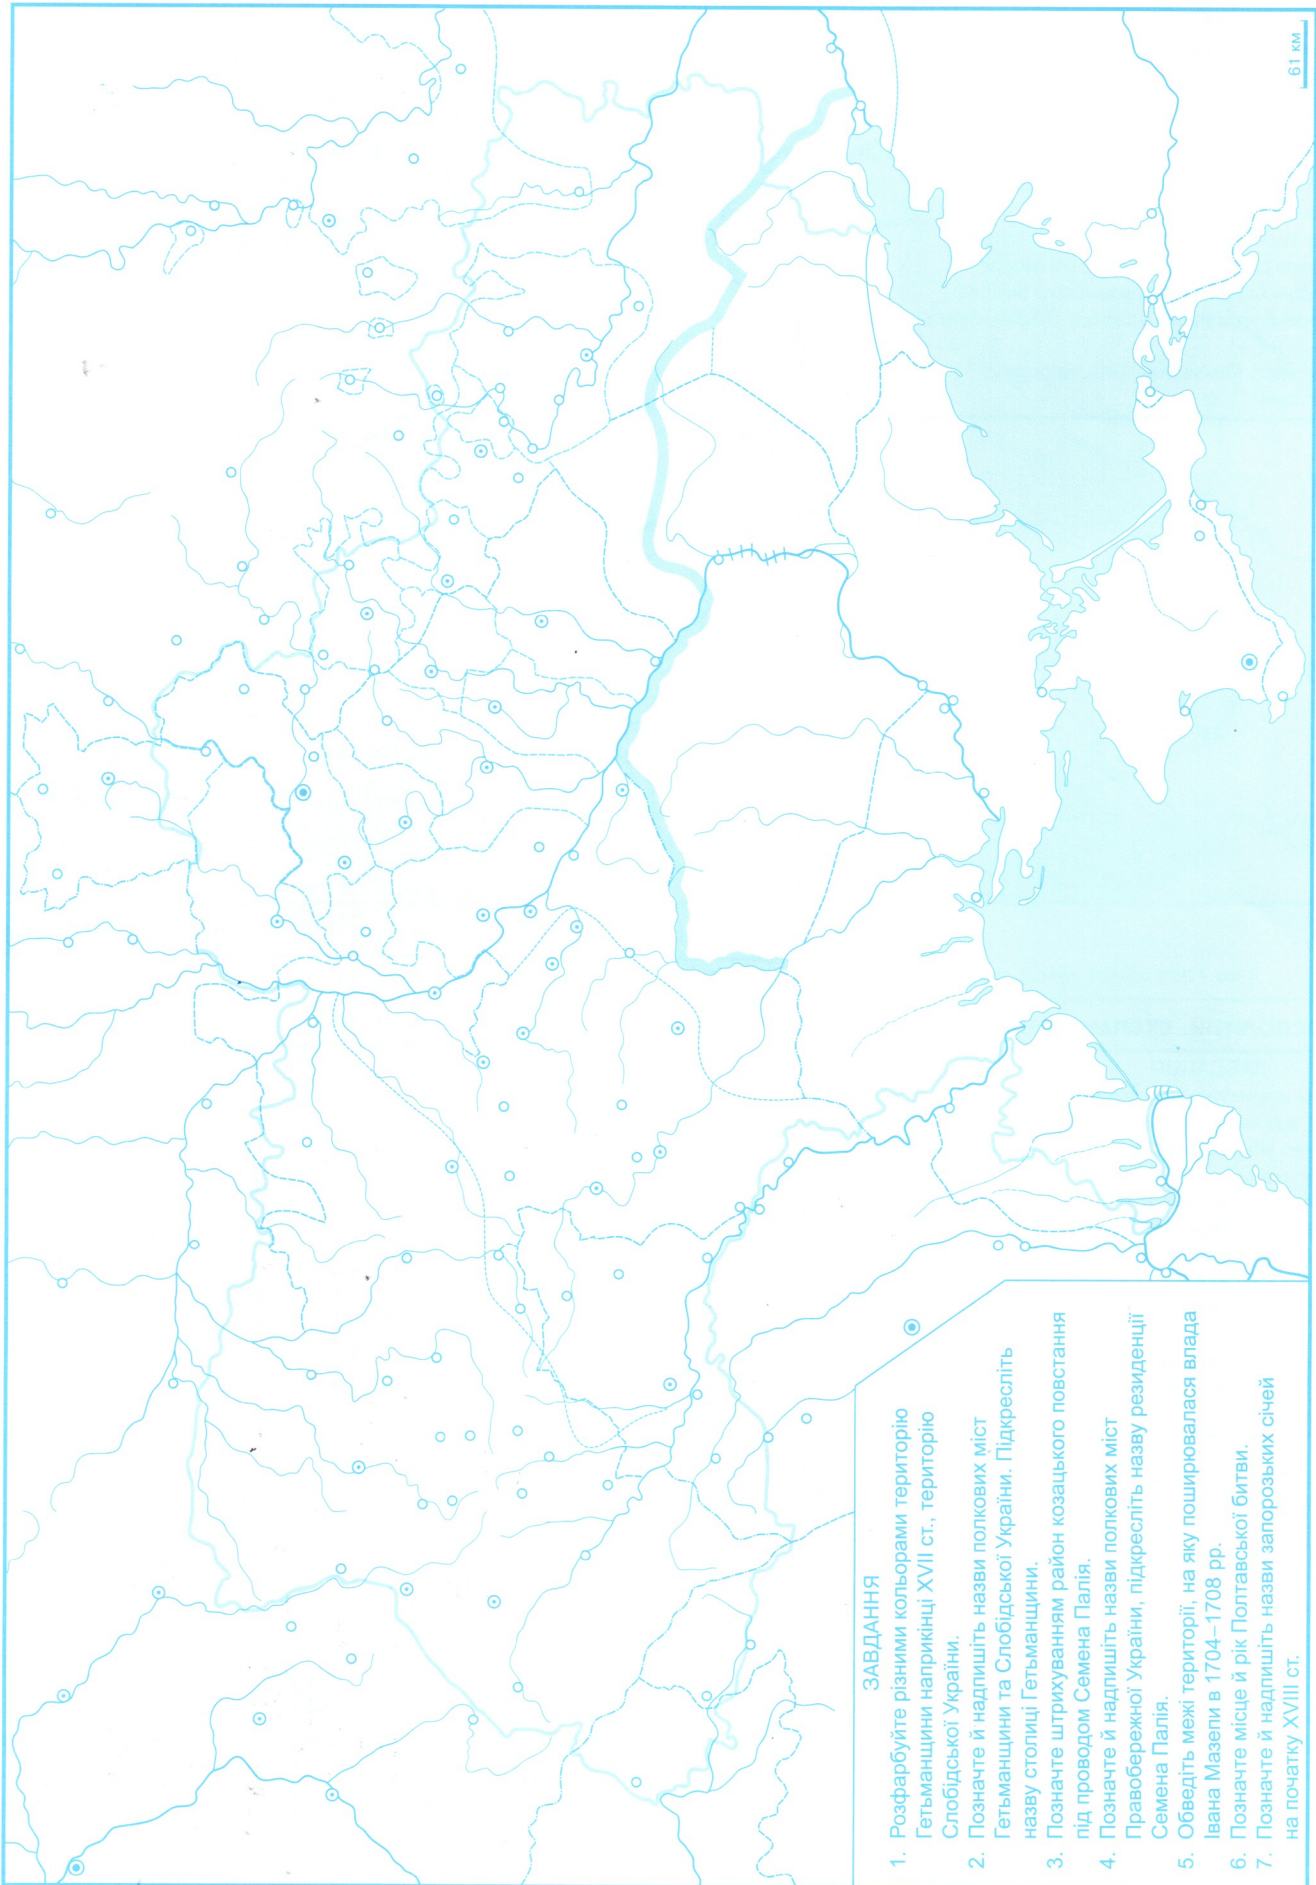 ЗАВДАННЯ
1. Розфарбуйте різними кольорами територію
Гетьманщини наприкінці XVII ст., територію
Слобідської України.
2. Позначте й надпишіть назви полкових міст
Гетьманщини та Слобідської України. Підкресліть
назву столиці Гетьманщини.
3. Позначте штрихуванням район козацького повстання
під проводом Семена Палія.
4. Позначте й надпишіть назви полкових міст
Правобережної України, підкресліть назву резиденції
Семена Палія.
5. Обведіть межі території, на яку поширювалася влада
Івана Мазепи в 1704–1708 рр.
6. Позначте місце й рік Полтавської битви.
7. Позначте й надпишіть назви запорозьких січей
на початку XVIII ст.
61 км